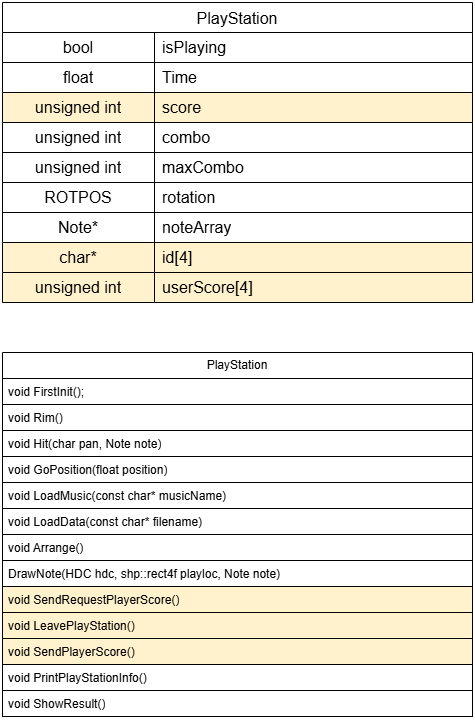 PlayStation
bool isPlaying
float Time
unsigned int score
unsigned int combo
unsigned int maxCombo
ROTPOS rotation
Note* noteArray
char* id[4]
unsigned int userScore[4]
PlayStation
void FirstInit();
void Rim()
void Hit(char pan, Note note)
void GoPosition(float position)
void LoadMusic(const char* musicName)
void LoadData(const char* filename)
void Arrange()
DrawNote(HDC hdc, shp::rect4f playloc, Note note)
void SendRequestPlayerScore()
void LeavePlayStation()
void SendPlayerScore()
void PrintPlayStationInfo()
void ShowResult()